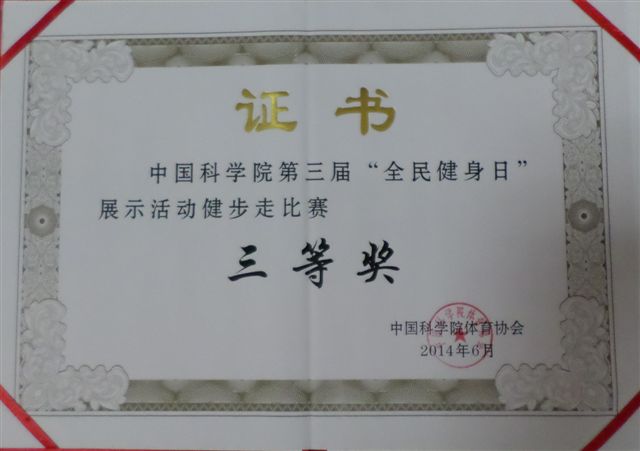 证书
中国科学院第三届“全民健身日”
展示活动健步走比赛
三等奖
中国科学院体育协会
2014年6月